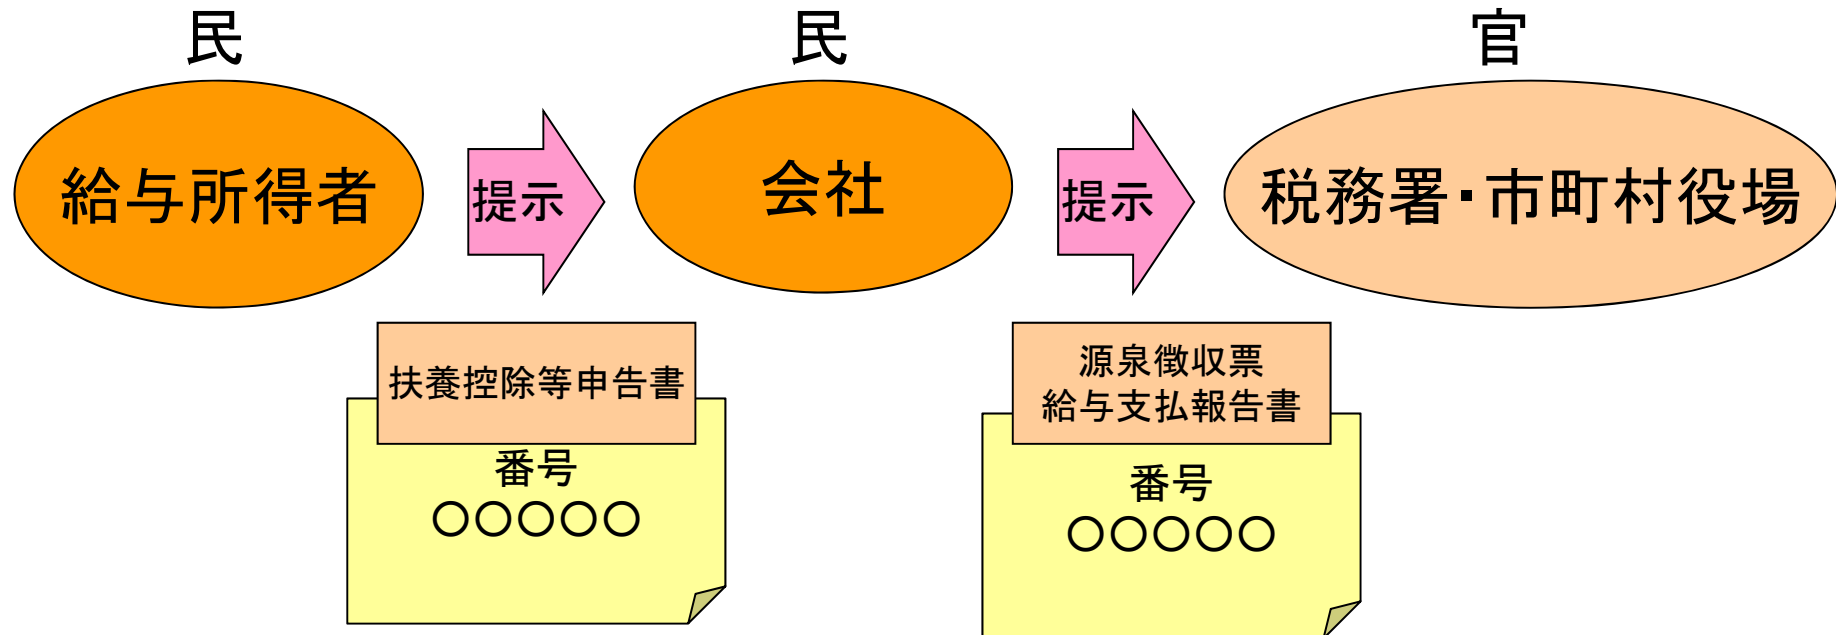 民
民
官
給与所得者
提示
会社
提示
税務署・市町村役場
扶養控除等申告書
番号
○○○○○
源泉徴収票
給与支払報告書
番号
○○○○○